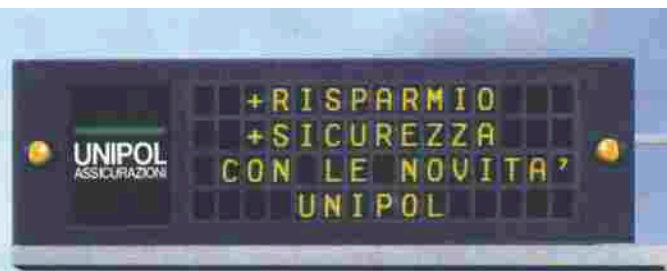 UNIPOL
ASSICURAZIONI
+RISPARMIO
+SICUREZZA
CON LE NOVITA'
UNIPOL